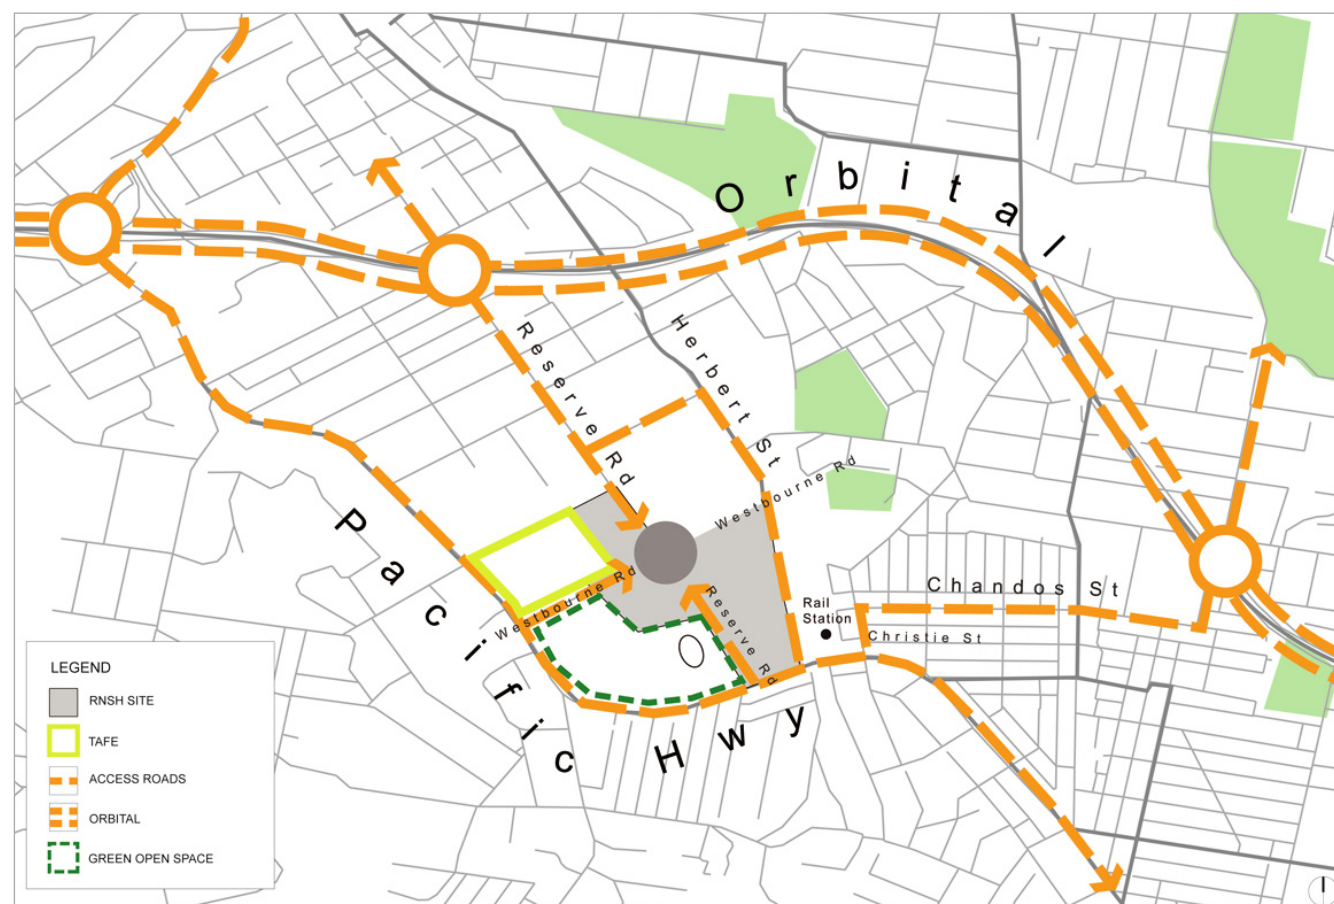 Orbital
Reserve Rd
Herbert St
Westbourne Rd
Pacific Hwy
Westbourne Rd
Reserve Rd
Chandos St
Rail
Station
Christie St
LEGEND
RNSH SITE
TAFE
ACCESS ROADS
ORBITAL
GREEN OPEN SPACE